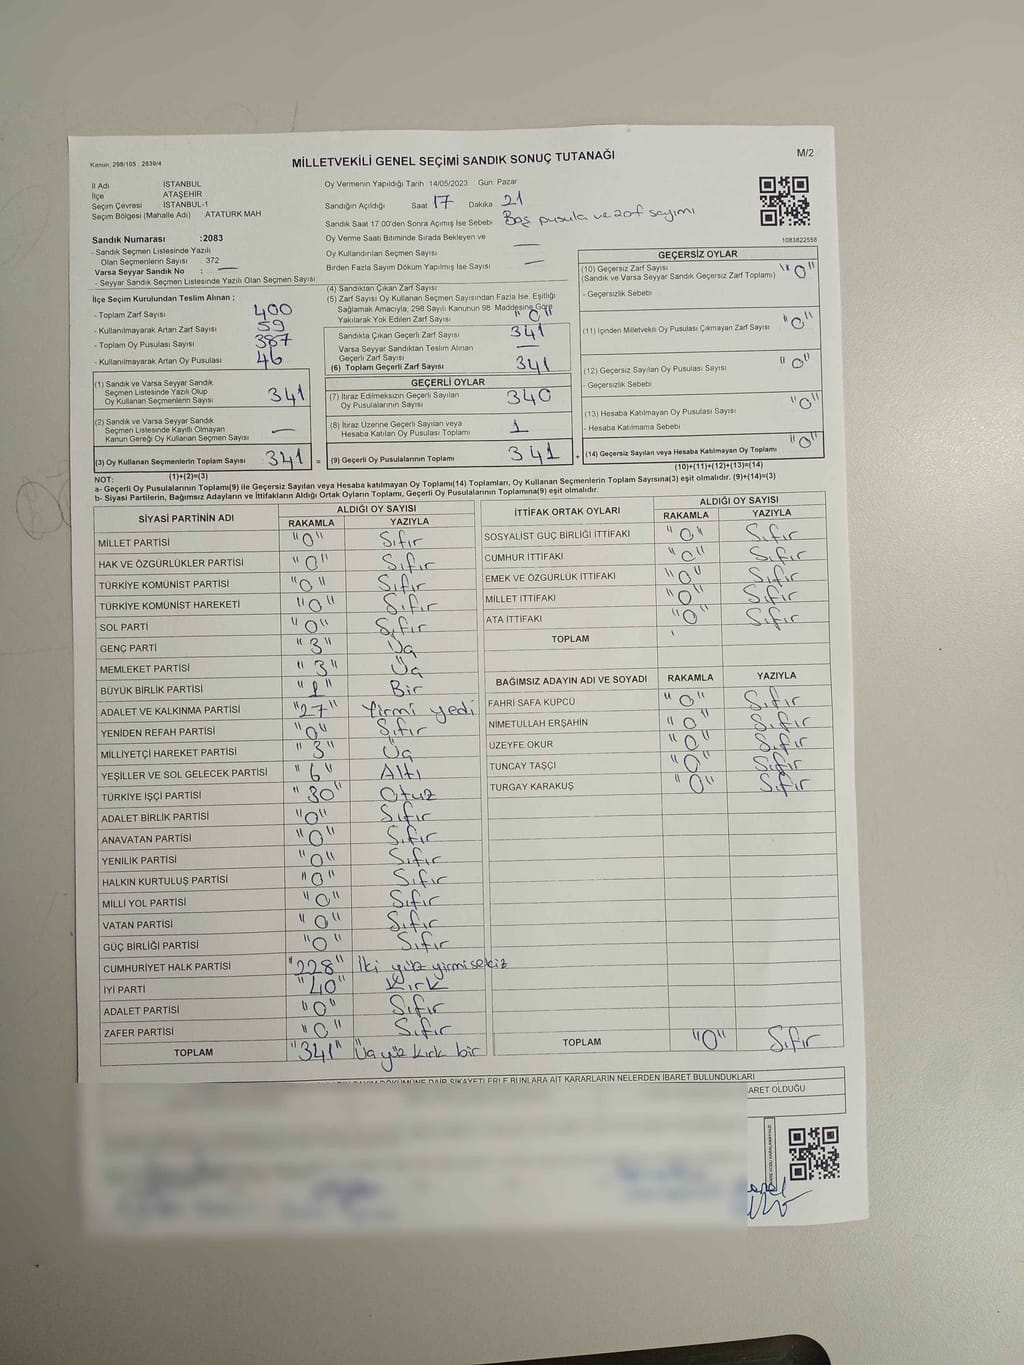 Kanun, 298/105 , 2839/4
MİLLETVEKİLİ GENEL SEÇİMİ SANDIK SONUÇ TUTANAĞI
M/2
İl Adı İSTANBUL
İlçe ATAŞEHİR
Seçim Çevresi İSTANBUL-1
Seçim Bölgesi (Mahalle Adı) ATATÜRK MAH
Oy Vermenin Yapıldığı Tarih 14/05/2023 Gün Pazar
Sandığın Açıldığı Saat 17 Dakika 21
Sandık Saat 17 00'den Sonra Açılmış İse Sebebi Boş pusula ve zarf sayımı
1083822558
Sandık Numarası :2083
- Sandık Seçmen Listesinde Yazılı
Olan Seçmenlerin Sayısı : 372
Varsa Seyyar Sandık No : —
- Seyyar Sandık Seçmen Listesinde Yazılı Olan Seçmen Sayısı
Oy Verme Saati Bitiminde Sırada Bekleyen ve
Oy Kullandırılan Seçmen Sayısı —
Birden Fazla Sayım Döküm Yapılmış İse Sayısı —
İlçe Seçim Kurulundan Teslim Alınan ;
- Toplam Zarf Sayısı 400
- Kullanılmayarak Artan Zarf Sayısı 59
- Toplam Oy Pusulası Sayısı 387
- Kullanılmayarak Artan Oy Pusulası 46
(1) Sandık ve Varsa Seyyar Sandık
Seçmen Listesinde Yazılı Olup
Oy Kullanan Seçmenlerin Sayısı 341
(2) Sandık ve Varsa Seyyar Sandık
Seçmen Listesinde Kayıtlı Olmayan
Kanun Gereği Oy Kullanan Seçmen Sayısı —
(3) Oy Kullanan Seçmenlerin Toplam Sayısı 341 =
(1)+(2)=(3)
(4) Sandıktan Çıkan Zarf Sayısı
(5) Zarf Sayısı Oy Kullanan Seçmen Sayısından Fazla İse, Eşitliği
Sağlamak Amacıyla, 298 Sayılı Kanunun 98. Maddesine Göre
Yakılarak Yok Edilen Zarf Sayısı "0"
Sandıkta Çıkan Geçerli Zarf Sayısı 341
Varsa Seyyar Sandıktan Teslim Alınan
Geçerli Zarf Sayısı —
(6) Toplam Geçerli Zarf Sayısı 341
GEÇERLİ OYLAR
(7) İtiraz Edilmeksizin Geçerli Sayılan
Oy Pusulalarının Sayısı 340
(8) İtiraz Üzerine Geçerli Sayılan veya
Hesaba Katılan Oy Pusulası Toplamı 1
(9) Geçerli Oy Pusulalarının Toplamı 341 +
GEÇERSİZ OYLAR
(10) Geçersiz Zarf Sayısı "0"
(Sandık ve Varsa Seyyar Sandık Geçersiz Zarf Toplamı)
- Geçersizlik Sebebi
(11) İçinden Milletvekili Oy Pusulası Çıkmayan Zarf Sayısı "0"
(12) Geçersiz Sayılan Oy Pusulası Sayısı "0"
- Geçersizlik Sebebi
(13) Hesaba Katılmayan Oy Pusulası Sayısı "0"
- Hesaba Katılmama Sebebi
(14) Geçersiz Sayılan veya Hesaba Katılmayan Oy Toplamı "0"
(10)+(11)+(12)+(13)=(14)
NOT:
a- Geçerli Oy Pusulalarının Toplamı(9) ile Geçersiz Sayılan veya Hesaba katılmayan Oy Toplamı(14) Toplamları, Oy Kullanan Seçmenlerin Toplam Sayısına(3) eşit olmalıdır. (9)+(14)=(3)
b- Siyasi Partilerin, Bağımsız Adayların ve İttifakların Aldığı Ortak Oyların Toplamı, Geçerli Oy Pusulalarının Toplamına(9) eşit olmalıdır.
SİYASİ PARTİNİN ADI ALDIĞI OY SAYISI
RAKAMLA YAZIYLA
MİLLET PARTİSİ "0" Sıfır
HAK VE ÖZGÜRLÜKLER PARTİSİ "0" Sıfır
TÜRKİYE KOMÜNİST PARTİSİ "0" Sıfır
TÜRKİYE KOMÜNİST HAREKETİ "0" Sıfır
SOL PARTİ "0" Sıfır
GENÇ PARTİ "3" Üç
MEMLEKET PARTİSİ "3" Üç
BÜYÜK BİRLİK PARTİSİ "1" Bir
ADALET VE KALKINMA PARTİSİ "27" Yirmi yedi
YENİDEN REFAH PARTİSİ "0" Sıfır
MİLLİYETÇİ HAREKET PARTİSİ "3" Üç
YEŞİLLER VE SOL GELECEK PARTİSİ "6" Altı
TÜRKİYE İŞÇİ PARTİSİ "30" Otuz
ADALET BİRLİK PARTİSİ "0" Sıfır
ANAVATAN PARTİSİ "0" Sıfır
YENİLİK PARTİSİ "0" Sıfır
HALKIN KURTULUŞ PARTİSİ "0" Sıfır
MİLLİ YOL PARTİSİ "0" Sıfır
VATAN PARTİSİ "0" Sıfır
GÜÇ BİRLİĞİ PARTİSİ "0" Sıfır
CUMHURİYET HALK PARTİSİ "228" İki yüz yirmisekiz
İYİ PARTİ "40" Kırk
ADALET PARTİSİ "0" Sıfır
ZAFER PARTİSİ "0" Sıfır
TOPLAM "341" Üçyüz kırk bir
İTTİFAK ORTAK OYLARI ALDIĞI OY SAYISI
RAKAMLA YAZIYLA
SOSYALİST GÜÇ BİRLİĞİ İTTİFAKI "0" Sıfır
CUMHUR İTTİFAKI "0" Sıfır
EMEK VE ÖZGÜRLÜK İTTİFAKI "0" Sıfır
MİLLET İTTİFAKI "0" Sıfır
ATA İTTİFAKI "0" Sıfır
TOPLAM
BAĞIMSIZ ADAYIN ADI VE SOYADI RAKAMLA YAZIYLA
FAHRİ SAFA KÜPCÜ "0" Sıfır
NİMETULLAH ERŞAHİN "0" Sıfır
ÜZEYFE OKUR "0" Sıfır
TUNCAY TAŞÇI "0" Sıfır
TURGAY KARAKUŞ "0" Sıfır
TOPLAM "0" Sıfır
DAİR ŞİKAYETLERLE BUNLARA AİT KARARLARIN NELERDEN İBARET BULUNDUKLARI
OLDUĞU